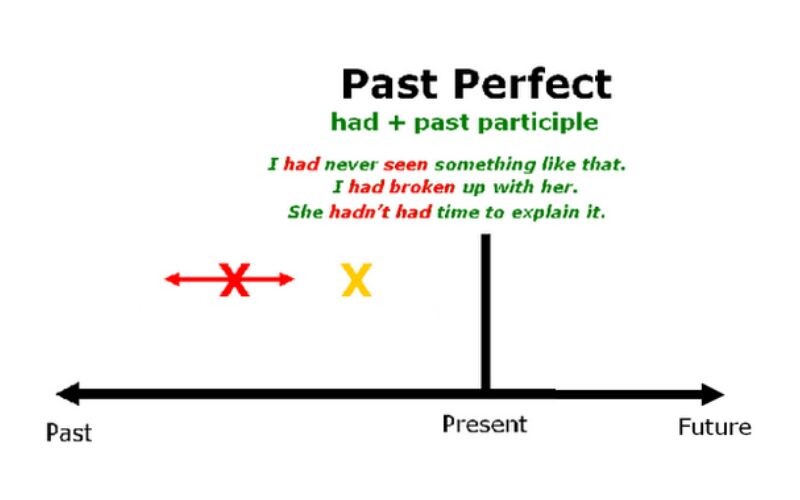 Past Perfect
had + past participle
I had never seen something like that.
I had broken up with her.
She hadn't had time to explain it.
X X
Past Present Future